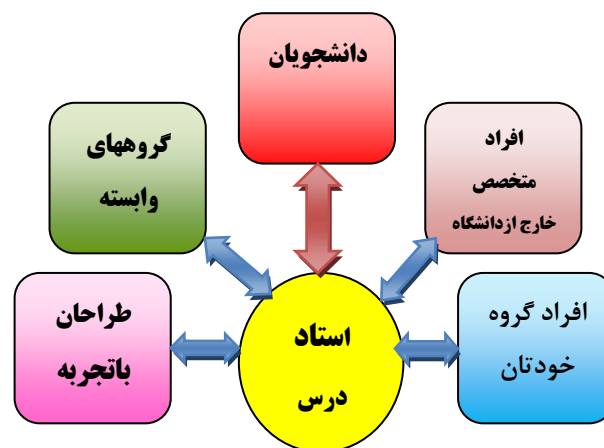 دانشجویان
گروههای
وابسته
افراد
متخصص
خارج ازدانشگاه
طراحان
باتجربه
استاد
درس
افراد گروه
خودتان